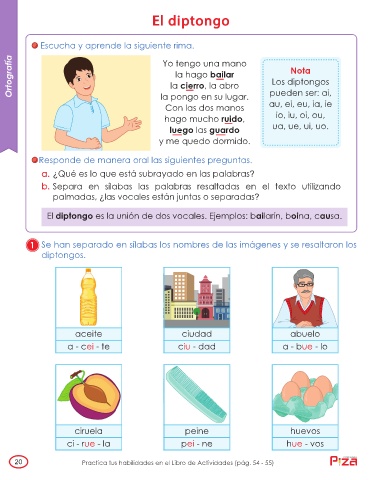 El diptongo
Ortografía
Escucha y aprende la siguiente rima.
Yo tengo una mano
la hago bailar
la cierro, la abro
la pongo en su lugar.
Con las dos manos
hago mucho ruido,
luego las guardo
y me quedo dormido.
Nota
Los diptongos
pueden ser: ai,
au, ei, eu, ia, ie
io, iu, oi, ou,
ua, ue, ui, uo.
Responde de manera oral las siguientes preguntas.
a. ¿Qué es lo que está subrayado en las palabras?
b. Separa en sílabas las palabras resaltadas en el texto utilizando
palmadas, ¿las vocales están juntas o separadas?
El diptongo es la unión de dos vocales. Ejemplos: bailarín, boina, causa.
1 Se han separado en sílabas los nombres de las imágenes y se resaltaron los
diptongos.
aceite ciudad abuelo
a - cei - te ciu - dad a - bue - lo
ciruela peine huevos
ci - rue - la pei - ne hue - vos
20 Practica tus habilidades en el Libro de Actividades (pág. 54 - 55)